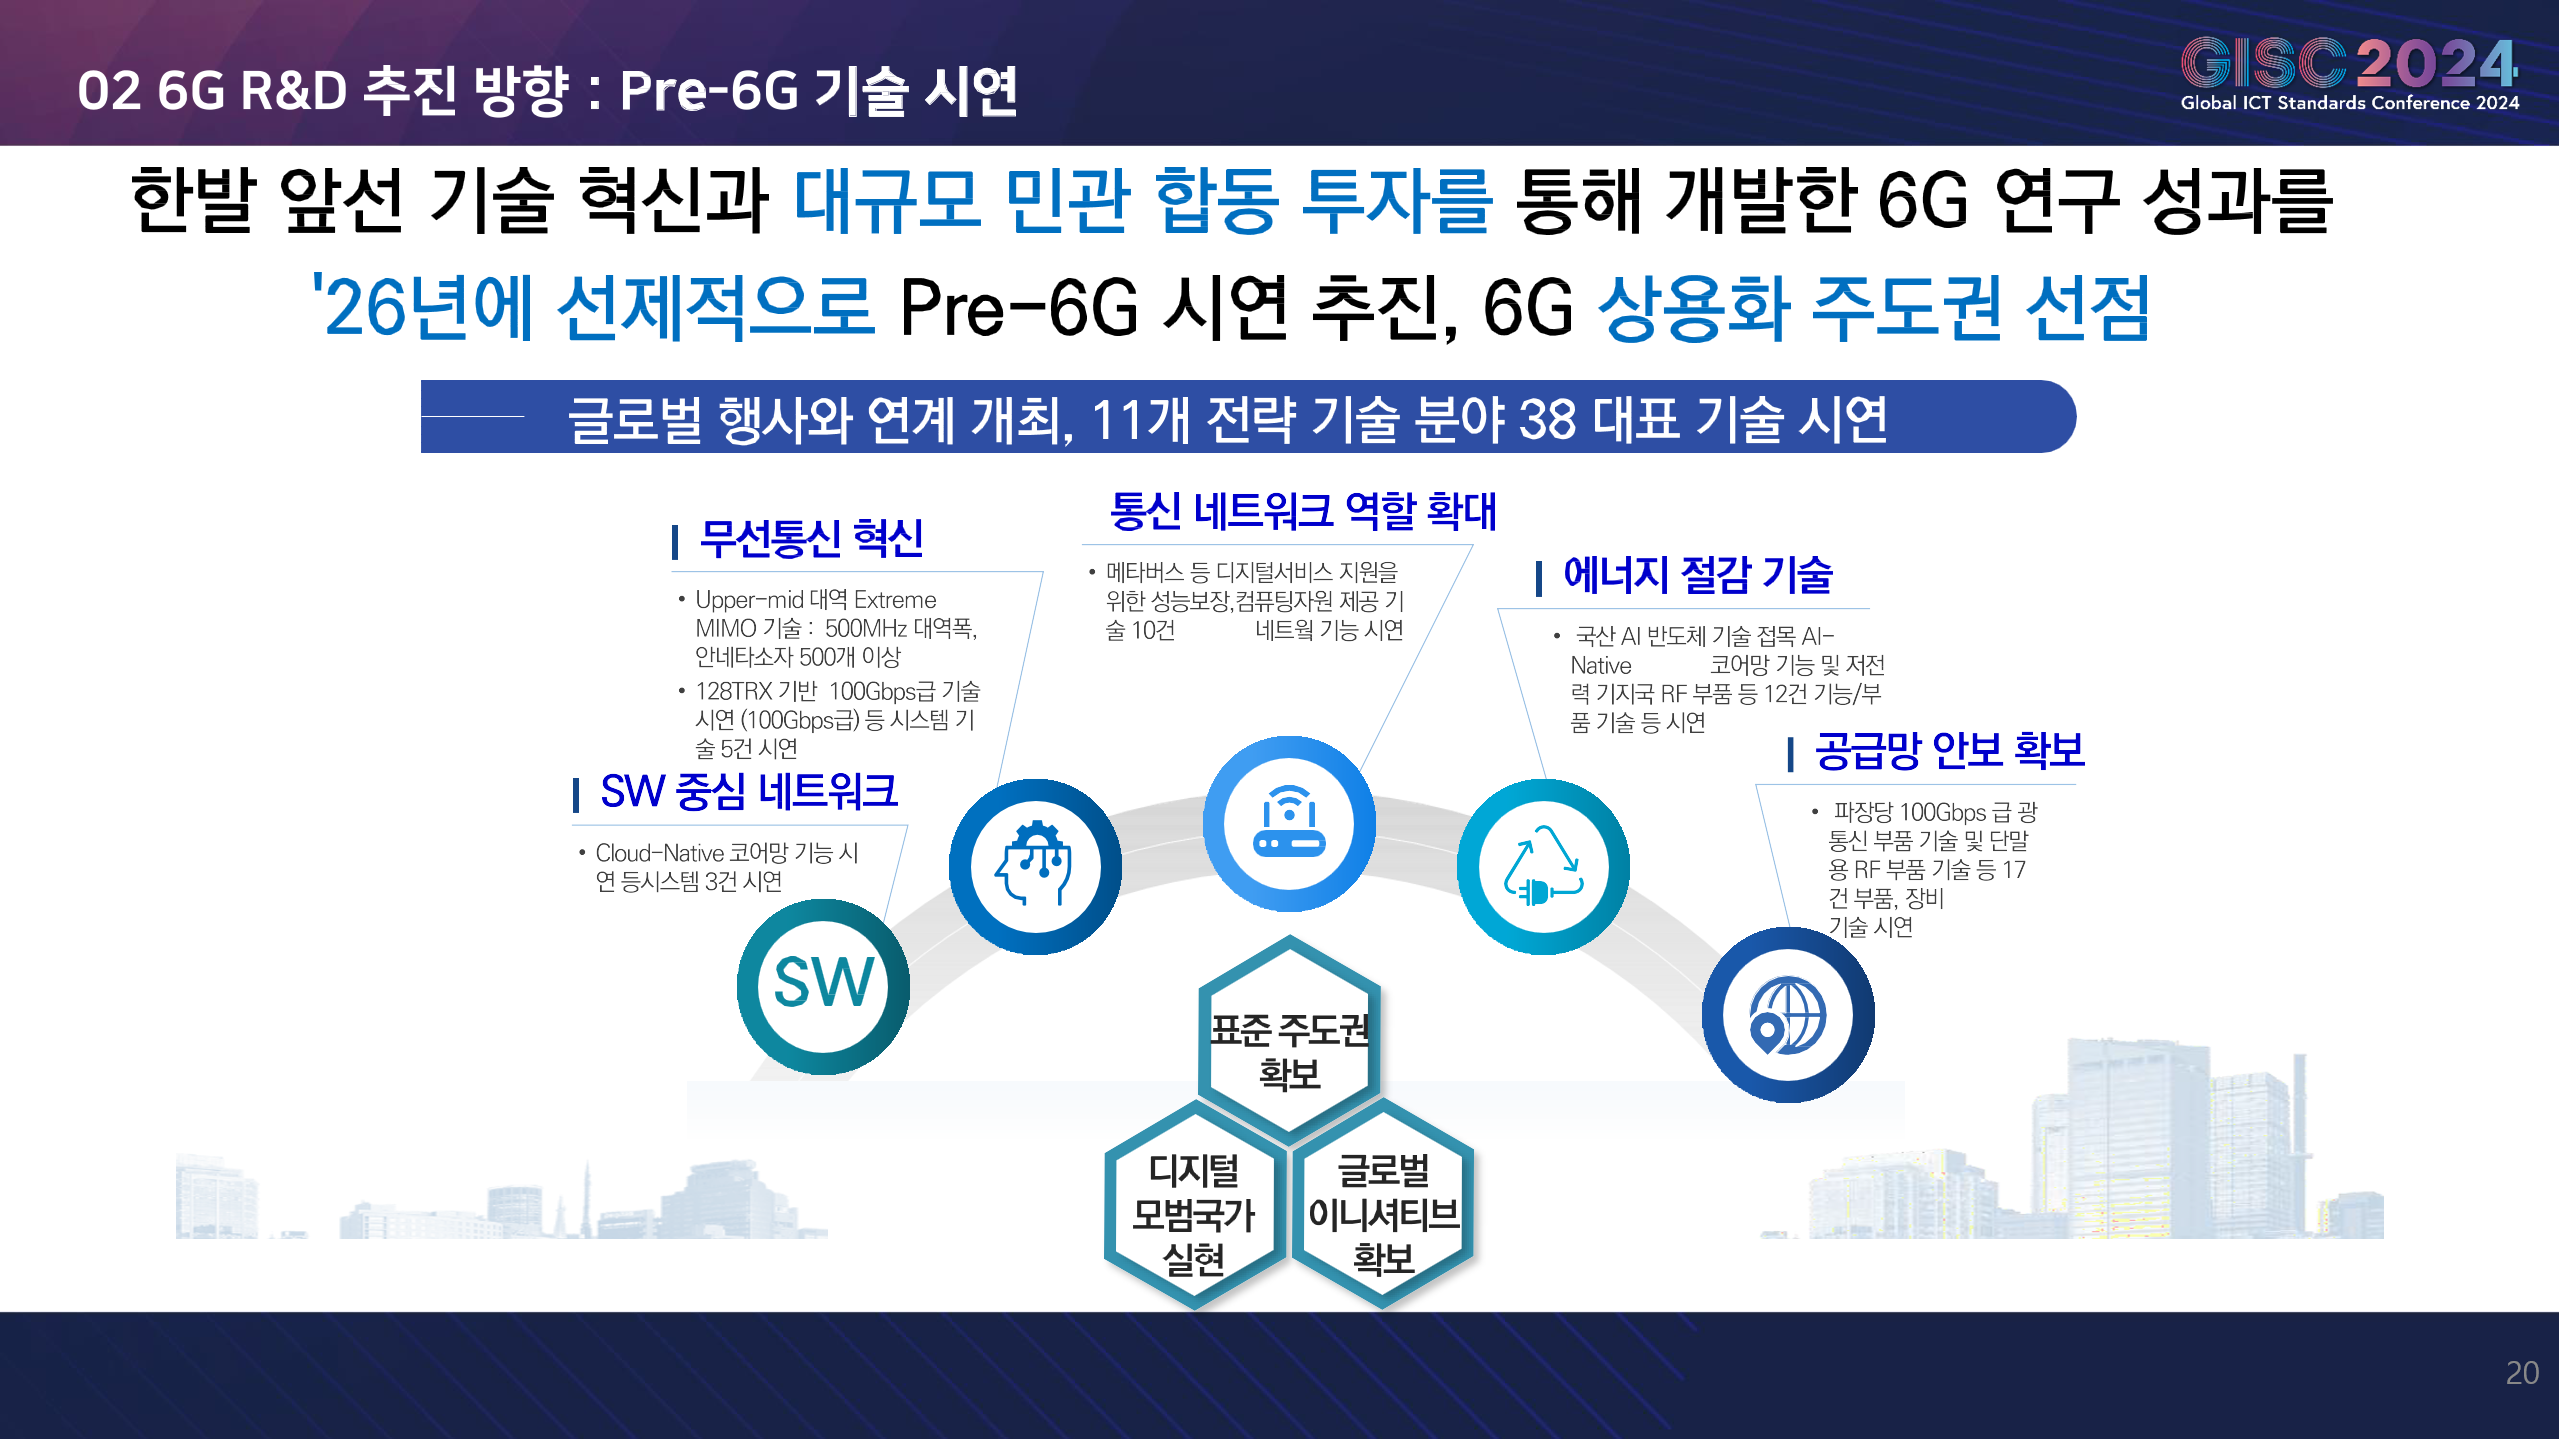 02 6G R&D 추진 방향 : Pre-6G 기술 시연
GISC 2024
Global ICT Standards Conference 2024
한발 앞선 기술 혁신과 대규모 민관 합동 투자를 통해 개발한 6G 연구 성과를
'26년에 선제적으로 Pre-6G 시연 추진, 6G 상용화 주도권 선점
글로벌 행사와 연계 개최, 11개 전략 기술 분야 38 대표 기술 시연
SW 중심 네트워크
• Cloud-Native 코어망 기능 시
연 등시스템 3건 시연
SW
무선통신 혁신
• Upper-mid 대역 Extreme
MIMO 기술 : 500MHz 대역폭,
안네타소자 500개 이상
• 128TRX 기반 100Gbps급 기술
시연 (100Gbps급) 등 시스템 기
술 5건 시연
통신 네트워크 역할 확대
• 메타버스 등 디지털서비스 지원을
위한 성능보장,컴퓨팅자원 제공 기
술 10건 네트웤 기능 시연
에너지 절감 기술
• 국산 AI 반도체 기술 접목 AI-
Native 코어망 기능 및 저전
력 기지국 RF 부품 등 12건 기능/부
품 기술 등 시연
공급망 안보 확보
• 파장당 100Gbps 급 광
통신 부품 기술 및 단말
용 RF 부품 기술 등 17
건 부품, 장비
기술 시연
표준 주도권
확보
디지털
모범국가
실현
글로벌
이니셔티브
확보
20